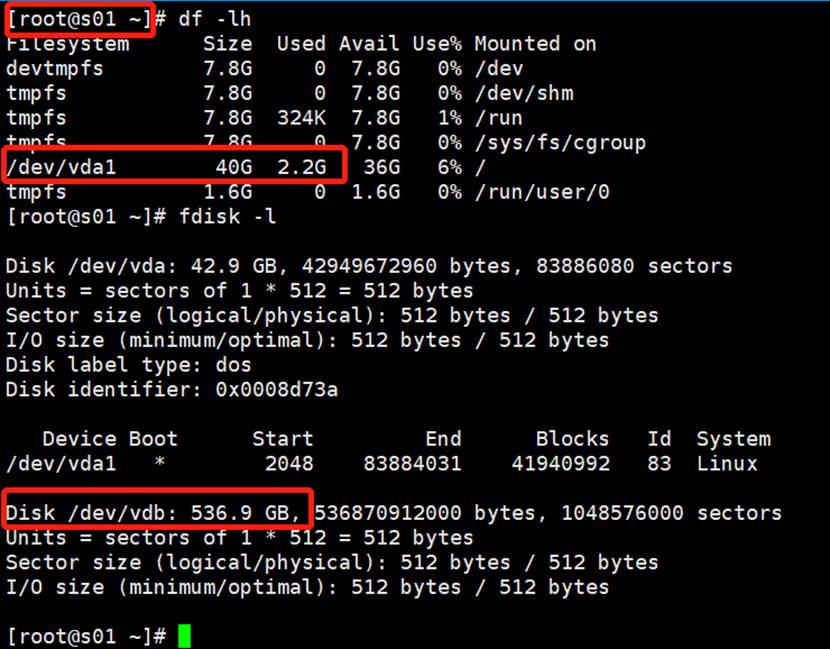 [root@s01 ~]# df -lh
Filesystem      Size  Used Avail Use% Mounted on
devtmpfs        7.8G     0  7.8G   0% /dev
tmpfs           7.8G     0  7.8G   0% /dev/shm
tmpfs           7.8G  324K  7.8G   1% /run
tmpfs           7.8G     0  7.8G   0% /sys/fs/cgroup
/dev/vda1        40G  2.2G   36G   6% /
tmpfs           1.6G     0  1.6G   0% /run/user/0
[root@s01 ~]# fdisk -l
Disk /dev/vda: 42.9 GB, 42949672960 bytes, 83886080 sectors
Units = sectors of 1 * 512 = 512 bytes
Sector size (logical/physical): 512 bytes / 512 bytes
I/O size (minimum/optimal): 512 bytes / 512 bytes
Disk label type: dos
Disk identifier: 0x0008d73a
   Device Boot      Start         End      Blocks   Id  System
/dev/vda1   *        2048    83884031    41940992   83  Linux
Disk /dev/vdb: 536.9 GB, 536870912000 bytes, 1048576000 sectors
Units = sectors of 1 * 512 = 512 bytes
Sector size (logical/physical): 512 bytes / 512 bytes
I/O size (minimum/optimal): 512 bytes / 512 bytes
[root@s01 ~]#